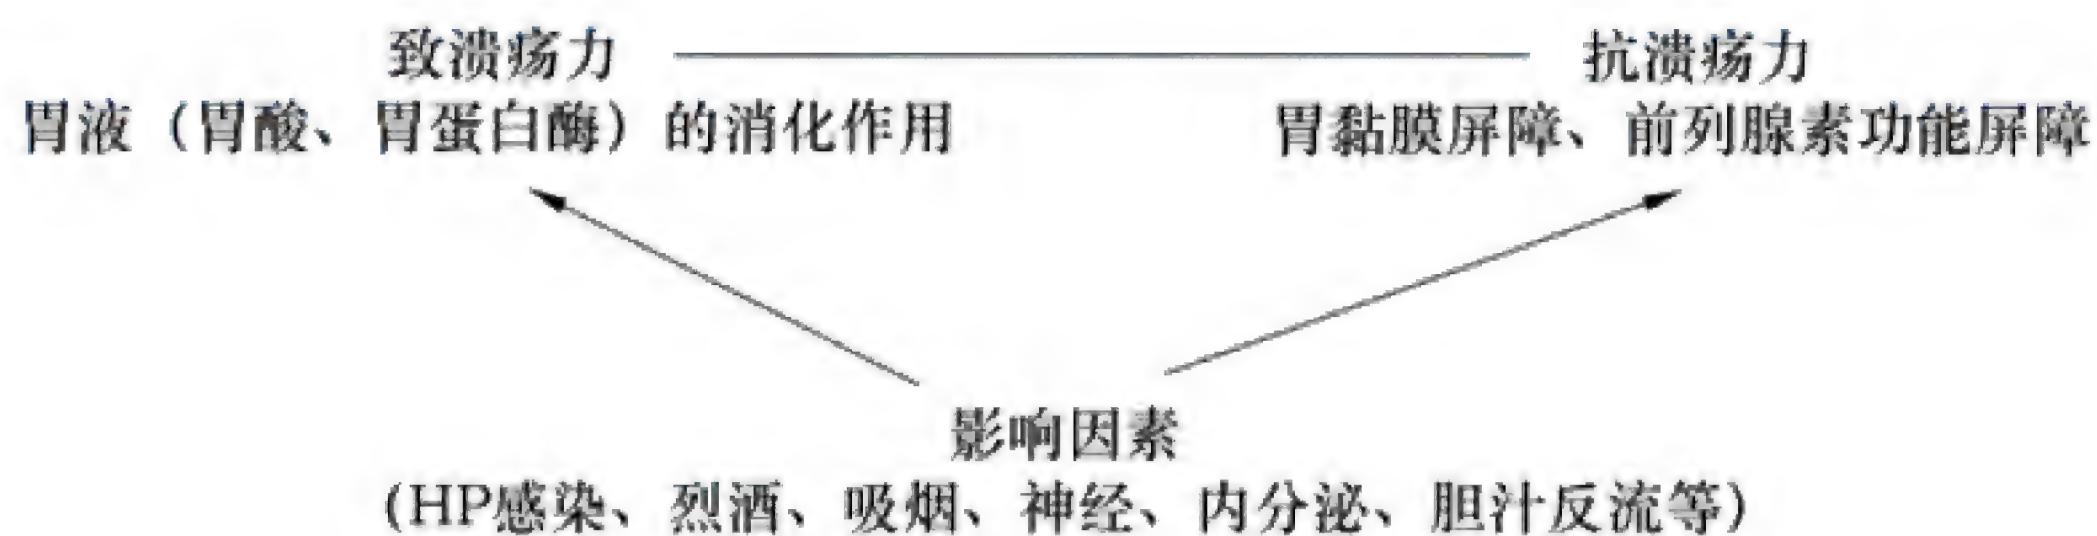 致溃疡力
抗溃疡力
胃液（胃酸、胃蛋白酶）的消化作用
胃黏膜屏障、前列腺素功能屏障
影响因素
（HP感染、烈酒、吸烟、神经、内分泌、胆汁反流等）